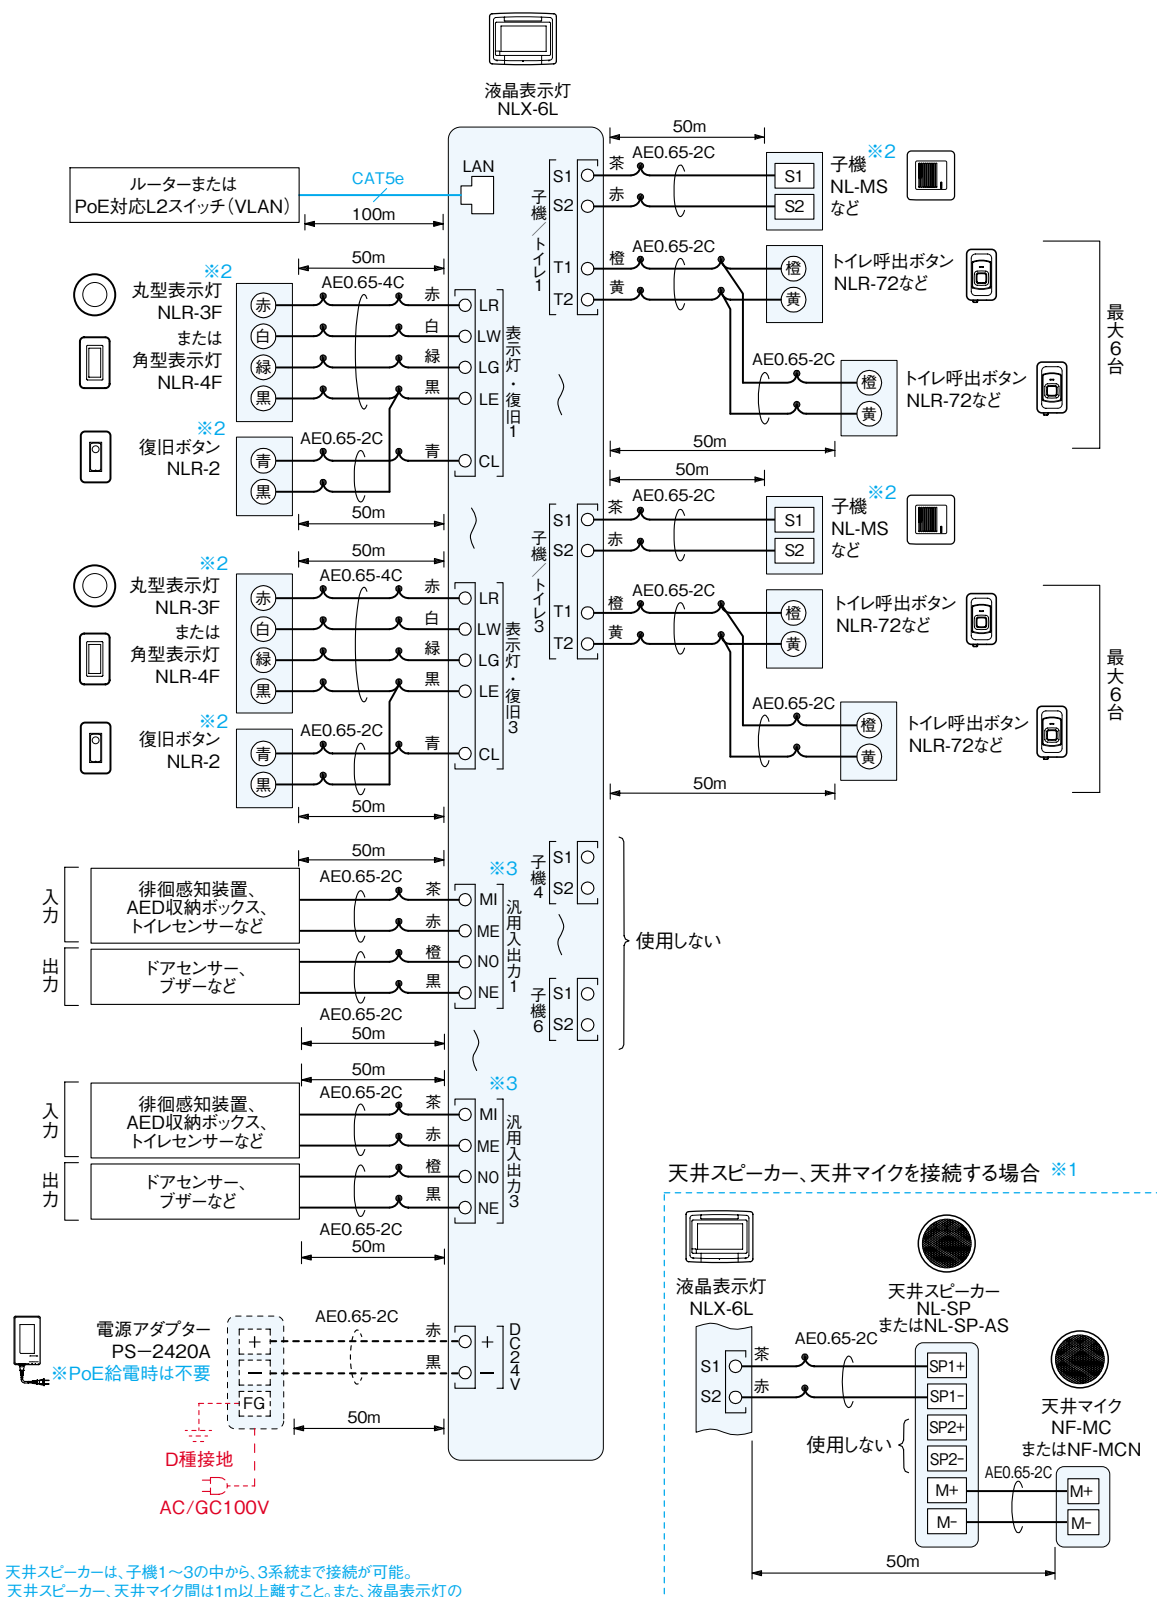 液晶表示灯
NLX-6L
LAN
CAT5e
ルーターまたは
PoE対応L2スイッチ(VLAN)
100m
50m
※2
AE0.65-4C
丸型表示灯
NLR-3F
または
角型表示灯
NLR-4F
赤
白
緑
黒
赤
白
緑
黒
LR
LW
LG
LE
CL
表示灯・復旧1
※2
復旧ボタン
NLR-2
AE0.65-2C
青
黒
青
50m
50m
※2
AE0.65-4C
丸型表示灯
NLR-3F
または
角型表示灯
NLR-4F
赤
白
緑
黒
赤
白
緑
黒
LR
LW
LG
LE
CL
表示灯・復旧3
※2
復旧ボタン
NLR-2
AE0.65-2C
青
黒
青
50m
50m
AE0.65-2C
※3
入力
徘徊感知装置、
AED収納ボックス、
トイレセンサーなど
出力
ドアセンサー、
ブザーなど
茶
赤
橙
黒
MI
ME
NO
NE
汎用入出力1
AE0.65-2C
50m
50m
AE0.65-2C
※3
入力
徘徊感知装置、
AED収納ボックス、
トイレセンサーなど
出力
ドアセンサー、
ブザーなど
茶
赤
橙
黒
MI
ME
NO
NE
汎用入出力3
AE0.65-2C
50m
電源アダプター
PS−2420A
※PoE給電時は不要
+
−
FG
AE0.65-2C
赤
黒
+
−
DC24V
50m
D種接地
AC/GC100V
50m
AE0.65-2C
茶
赤
S1
S2
T1
T2
子機/トイレ1
S1
S2
子機
※2
NL-MS
など
AE0.65-2C
橙
黄
橙
黄
トイレ呼出ボタン
NLR-72など
AE0.65-2C
橙
黄
トイレ呼出ボタン
NLR-72など
最大6台
50m
50m
AE0.65-2C
茶
赤
S1
S2
T1
T2
子機/トイレ3
S1
S2
子機
※2
NL-MS
など
AE0.65-2C
橙
黄
橙
黄
トイレ呼出ボタン
NLR-72など
AE0.65-2C
橙
黄
トイレ呼出ボタン
NLR-72など
最大6台
50m
子機4
S1
S2
子機6
S1
S2
使用しない
天井スピーカー、天井マイクを接続する場合 ※1
液晶表示灯
NLX-6L
S1
S2
茶
赤
AE0.65-2C
天井スピーカー
NL-SP
またはNL-SP-AS
SP1+
SP1-
SP2+
SP2-
M+
M-
使用しない
天井マイク
NF-MC
またはNF-MCN
AE0.65-2C
M+
M-
50m
天井スピーカーは、子機1〜3の中から、3系統まで接続が可能。
天井スピーカー、天井マイク間は1m以上離すこと。また、液晶表示灯の